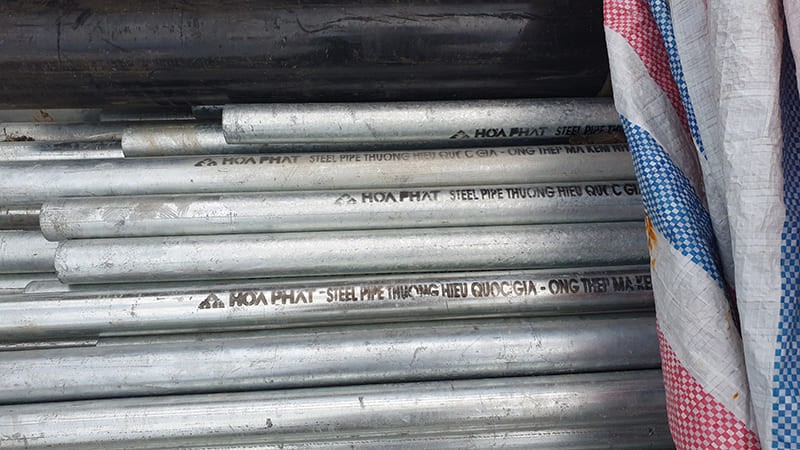 HOA PHAT STEEL PIPE THUONG
HOA PHAT STEEL PIPE THUONG HIEU QUOC GIA - ONG THEP MA KEM
HOA PHAT STEEL PIPE THUONG HIEU QUOC GIA
HOA PHAT STEEL PIPE THUONG HIEU QUOC GIA - ONG THEP MA KEM